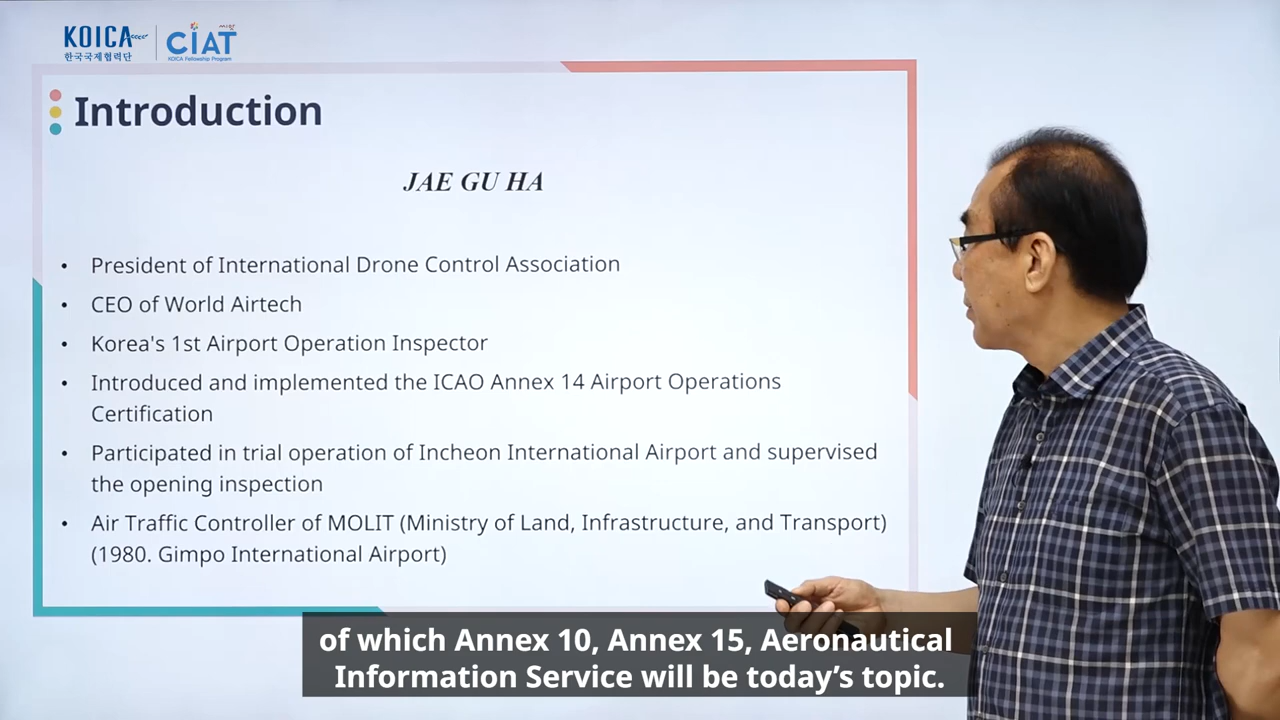 KOICA
한국국제협력단
CIAT
KOICA Fellowship Program
Introduction
JAE GU HA
• President of International Drone Control Association
• CEO of World Airtech
• Korea's 1st Airport Operation Inspector
• Introduced and implemented the ICAO Annex 14 Airport Operations
Certification
• Participated in trial operation of Incheon International Airport and supervised
the opening inspection
• Air Traffic Controller of MOLIT (Ministry of Land, Infrastructure, and Transport)
(1980. Gimpo International Airport)
of which Annex 10, Annex 15, Aeronautical
Information Service will be today's topic.